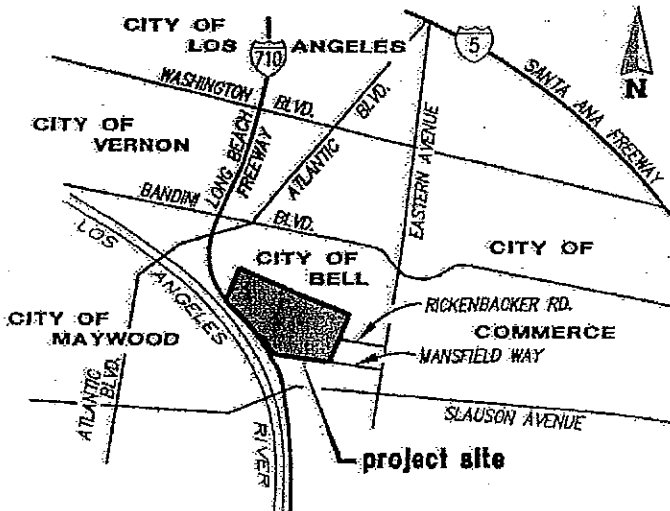 CITY OF
LOS ANGELES
710
5
N
WASHINGTON BLVD.
SANTA ANA FREEWAY
CITY OF
VERNON
LONG BEACH
FREEWAY
ATLANTIC BLVD.
EASTERN AVENUE
BANDINI BLVD.
LOS ANGELES RIVER
CITY OF
BELL
CITY OF
COMMERCE
RICKENBACKER RD.
MANSFIELD WAY
CITY OF
MAYWOOD
ATLANTIC
BLVD.
SLAUSON AVENUE
project site